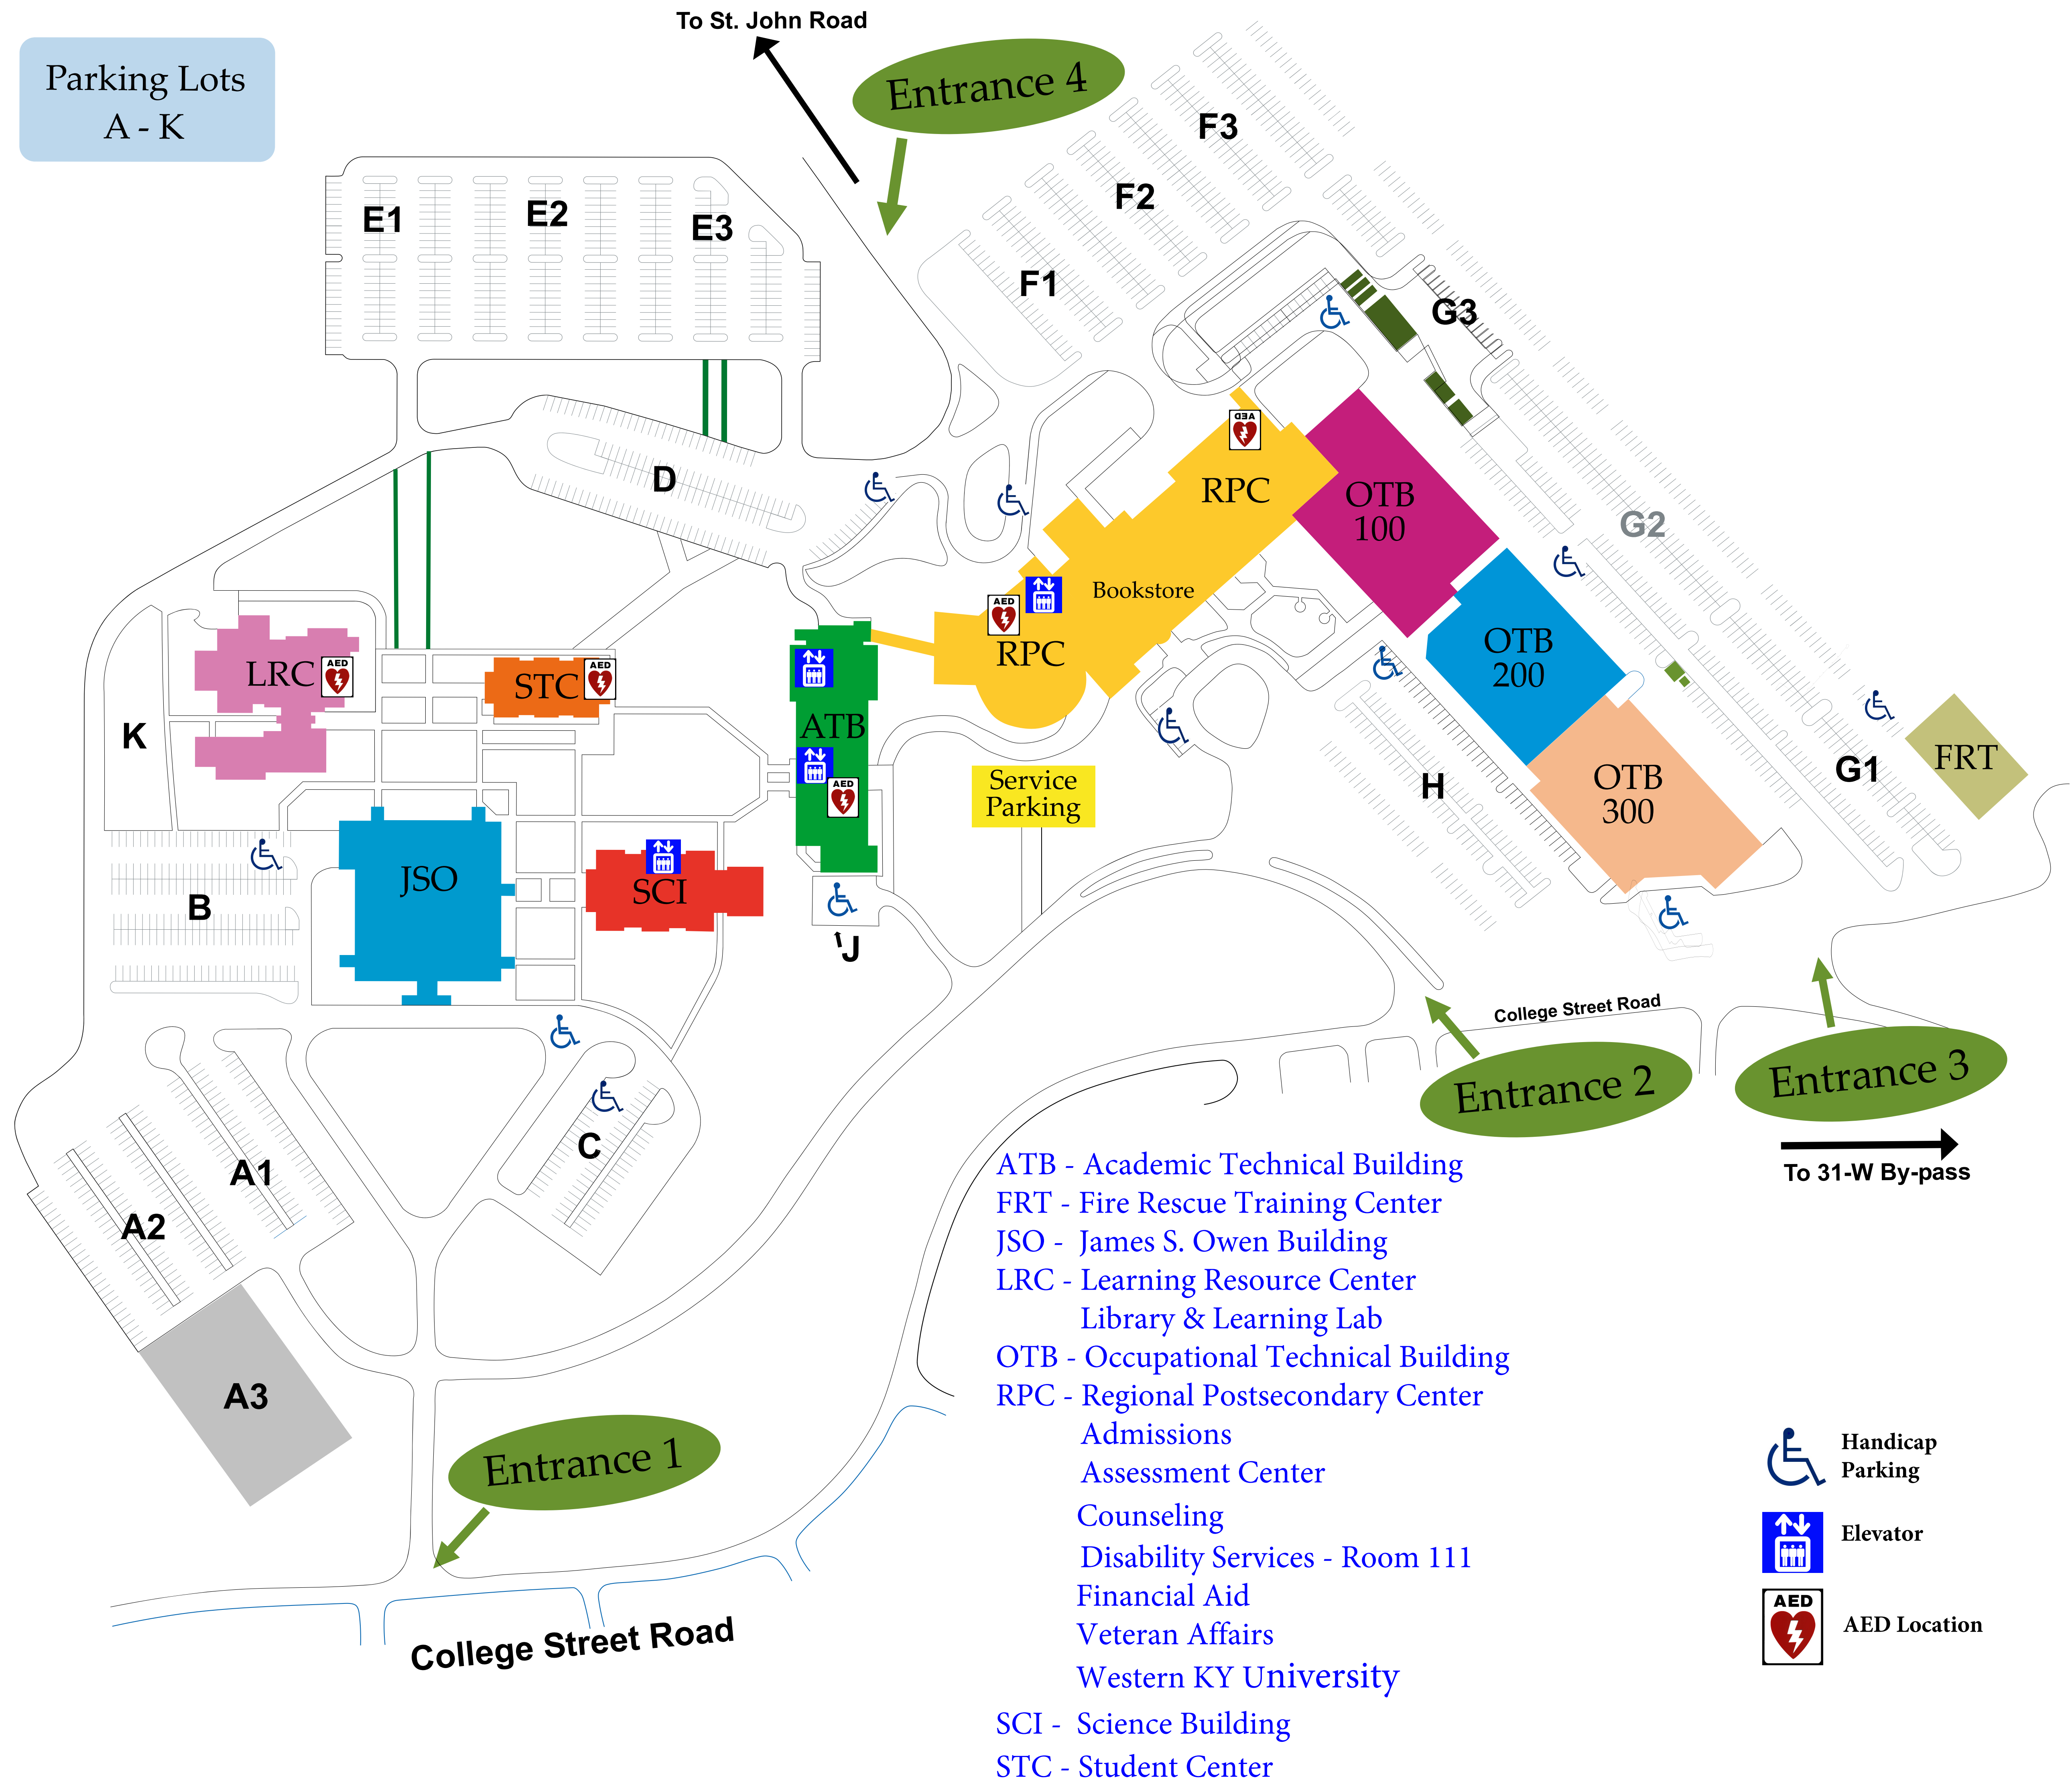 To St. John Road
Parking Lots
A - K
Entrance 4
F3
F2
F1
E1
E2
E3
G3
D
AED
RPC
OTB
100
G2
AED
Bookstore
RPC
OTB
200
LRC
AED
STC
AED
ATB
AED
K
Service
Parking
H
OTB
300
G1
FRT
JSO
SCI
B
J
College Street Road
Entrance 2
Entrance 3
To 31-W By-pass
C
A1
A2
A3
Entrance 1
College Street Road
ATB - Academic Technical Building
FRT - Fire Rescue Training Center
JSO - James S. Owen Building
LRC - Learning Resource Center
Library & Learning Lab
OTB - Occupational Technical Building
RPC - Regional Postsecondary Center
Admissions
Assessment Center
Counseling
Disability Services - Room 111
Financial Aid
Veteran Affairs
Western KY University
SCI - Science Building
STC - Student Center
Handicap
Parking
Elevator
AED
AED Location